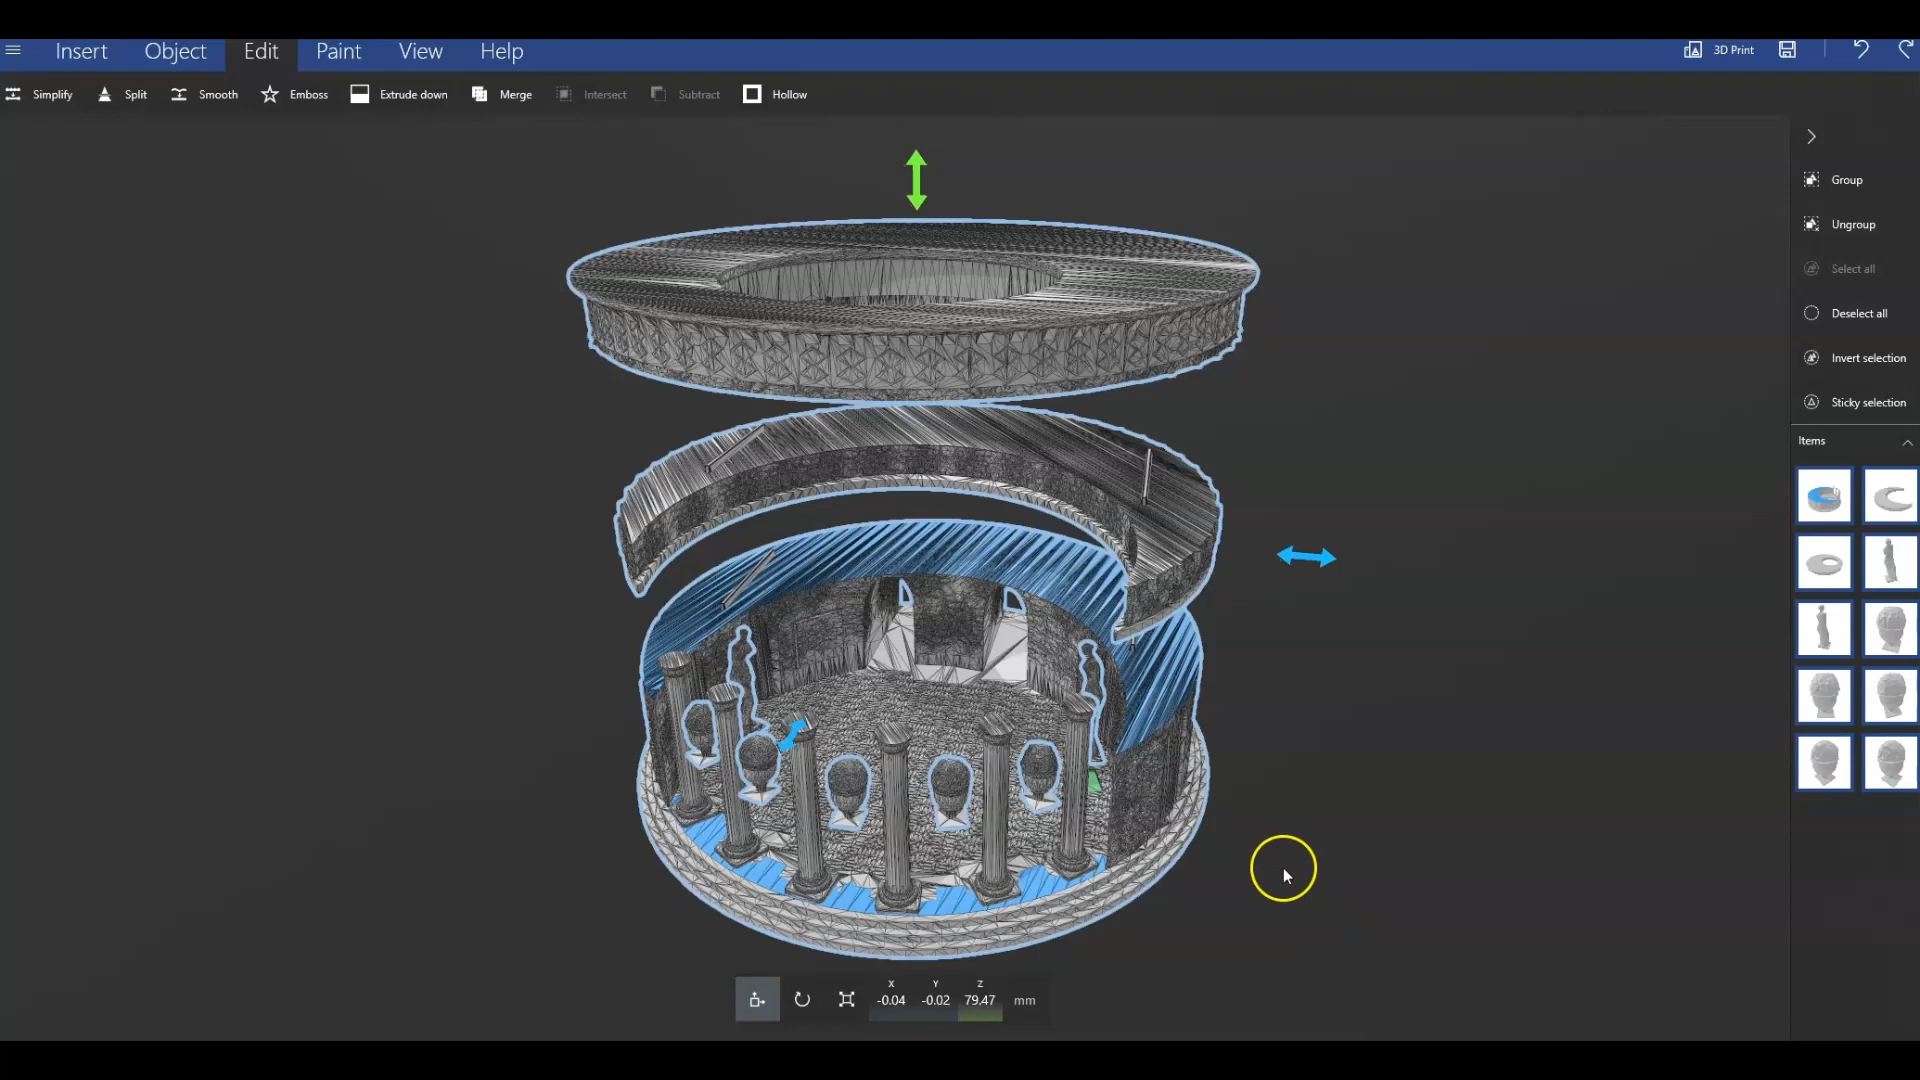 Insert Object Edit Paint View Help 3D Print
Simplify Split Smooth Emboss Extrude down Merge Intersect Subtract Hollow
Group
Ungroup
Select all
Deselect all
Invert selection
Sticky selection
Items
X Y Z
-0.04 -0.02 79.47 mm